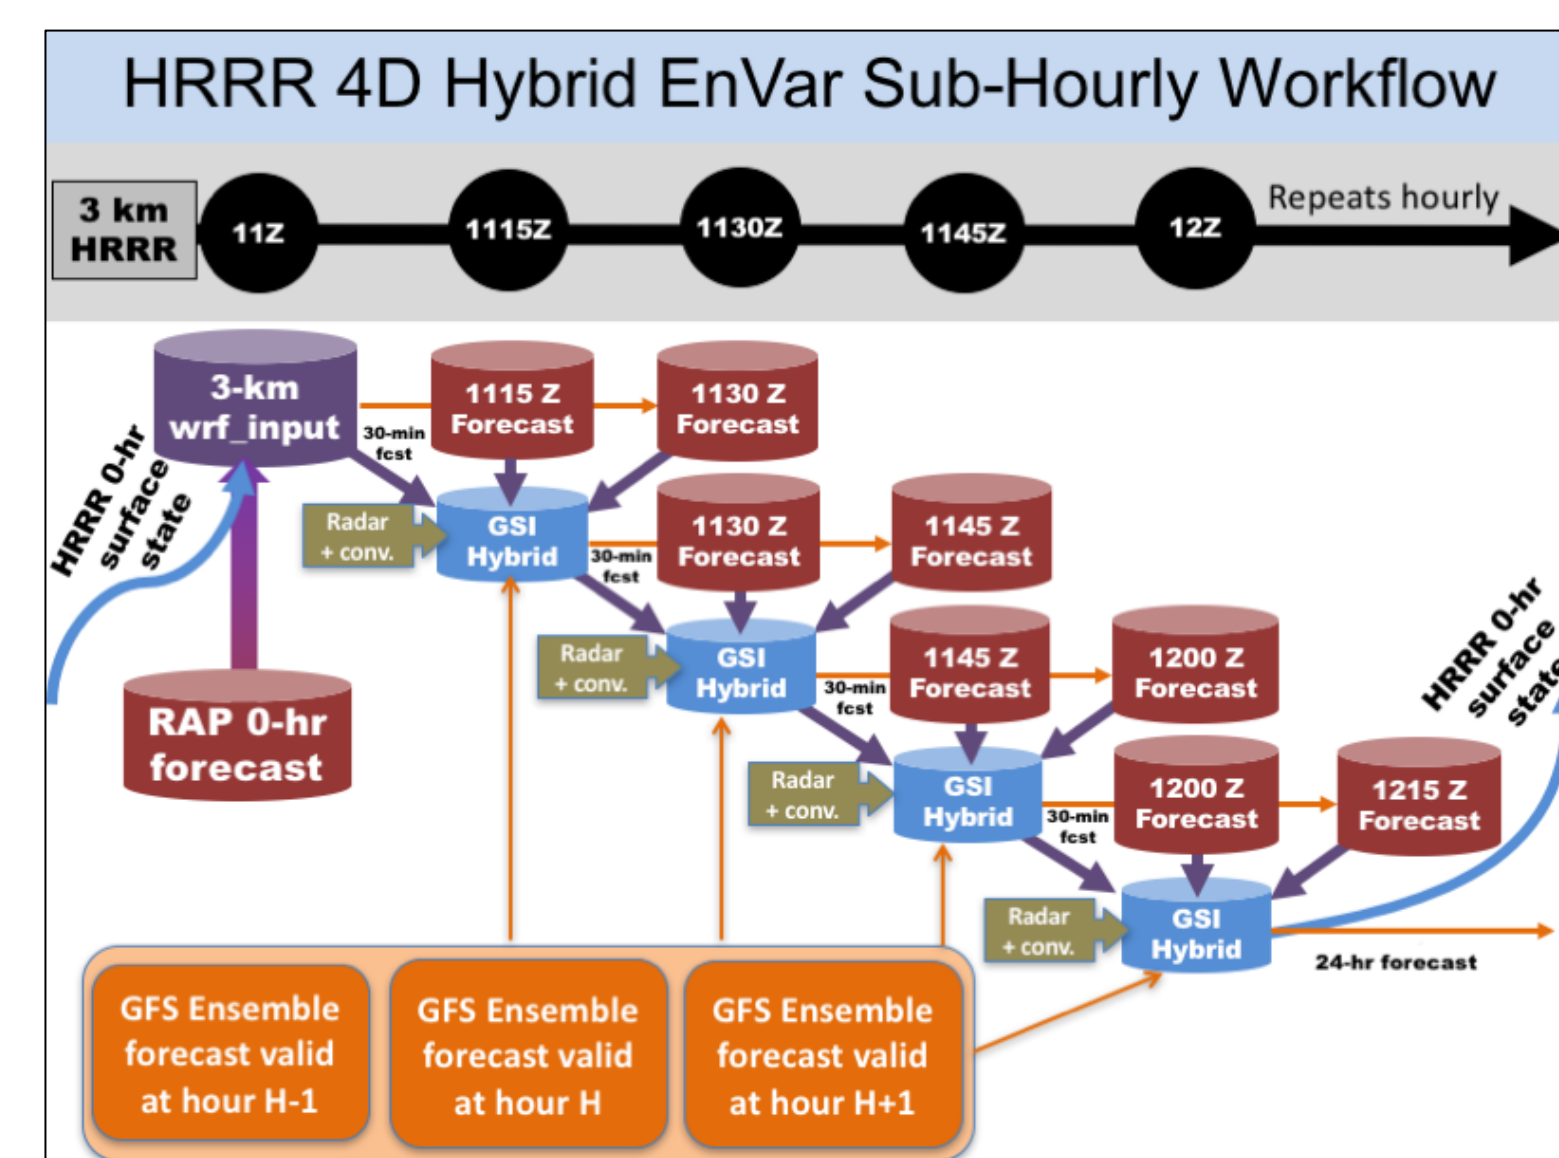 HRRR 4D Hybrid EnVar Sub-Hourly Workflow
3 km
HRRR
11Z
1115Z
1130Z
1145Z
12Z
Repeats hourly
3-km
wrf_input
1115 Z
Forecast
1130 Z
Forecast
30-min
fcst
HRRR 0-hr
surface
state
Radar
+ conv.
GSI
Hybrid
30-min
fcst
1130 Z
Forecast
1145 Z
Forecast
RAP 0-hr
forecast
Radar
+ conv.
GSI
Hybrid
30-min
fcst
1145 Z
Forecast
1200 Z
Forecast
HRRR 0-hr
surface
state
Radar
+ conv.
GSI
Hybrid
30-min
fcst
1200 Z
Forecast
1215 Z
Forecast
Radar
+ conv.
GSI
Hybrid
24-hr forecast
GFS Ensemble
forecast valid
at hour H-1
GFS Ensemble
forecast valid
at hour H
GFS Ensemble
forecast valid
at hour H+1